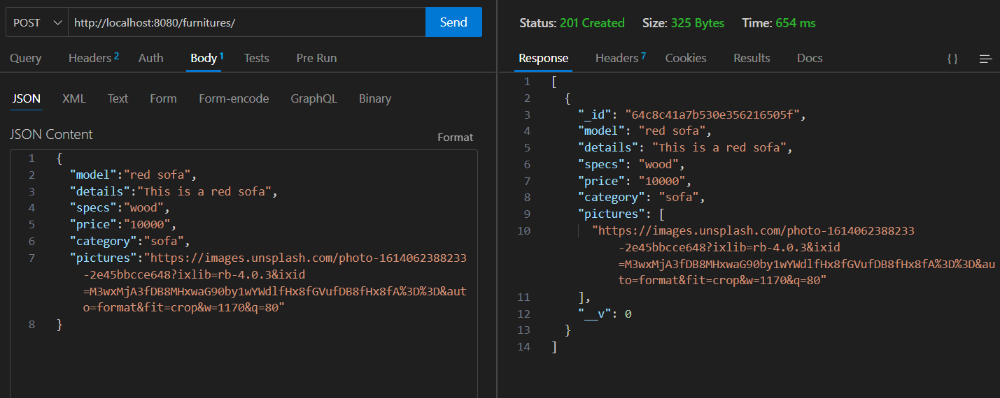 POST http://localhost:8080/furnitures/ Send
Query Headers 2 Auth Body 1 Tests Pre Run
JSON XML Text Form Form-encode GraphQL Binary
JSON Content
Format
1 {
2 "model":"red sofa",
3 "details":"This is a red sofa",
4 "specs":"wood",
5 "price":"10000",
6 "category":"sofa",
7 "pictures":"https://images.unsplash.com/photo-1614062388233
-2e45bbcce648?ixlib=rb-4.0.3&ixid
=M3wxMjA3fDB8MHxwaG90by1wYWdlfHx8fGVufDB8fHx8fA%3D%3D&aut
o=format&fit=crop&w=1170&q=80"
8 }
Status: 201 Created Size: 325 Bytes Time: 654 ms
Response Headers 7 Cookies Results Docs { }
1 [
2 {
3 "_id": "64c8c41a7b530e356216505f",
4 "model": "red sofa",
5 "details": "This is a red sofa",
6 "specs": "wood",
7 "price": "10000",
8 "category": "sofa",
9 "pictures": [
10 "https://images.unsplash.com/photo-1614062388233
-2e45bbcce648?ixlib=rb-4.0.3&ixid
=M3wxMjA3fDB8MHxwaG90by1wYWdlfHx8fGVufDB8fHx8fA%3D%3D&au
to=format&fit=crop&w=1170&q=80"
11 ],
12 "__v": 0
13 }
14 ]